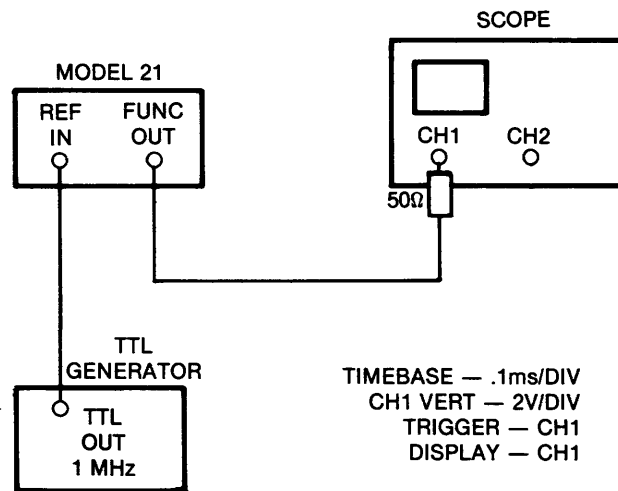 SCOPE
MODEL 21
REF
IN
FUNC
OUT
CH1
CH2
50Ω
TTL
GENERATOR
TTL
OUT
1 MHz
TIMEBASE — .1ms/DIV
CH1 VERT — 2V/DIV
TRIGGER — CH1
DISPLAY — CH1